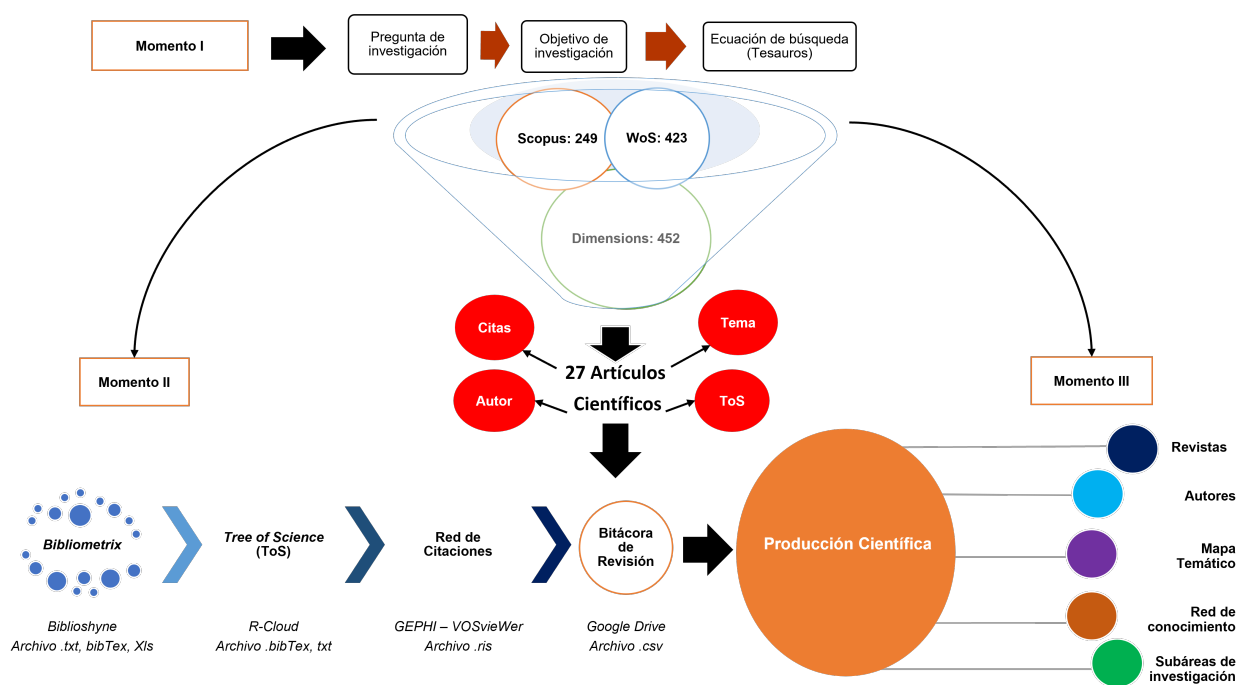 Momento I
Pregunta de
investigación
Objetivo de
investigación
Ecuación de búsqueda
(Tesauros)
Scopus: 249
WoS: 423
Dimensions: 452
Citas
Tema
27 Artículos
Científicos
Autor
ToS
Momento II
Momento III
Bibliometrix
Tree of Science
(ToS)
Red de
Citaciones
Bitácora
de
Revisión
Producción Científica
Revistas
Autores
Mapa
Temático
Red de
conocimiento
Subáreas de
investigación
Biblioshyne
Archivo .txt, bibTex, Xls
R-Cloud
Archivo .bibTex, txt
GEPHI – VOSvieWer
Archivo .ris
Google Drive
Archivo .csv